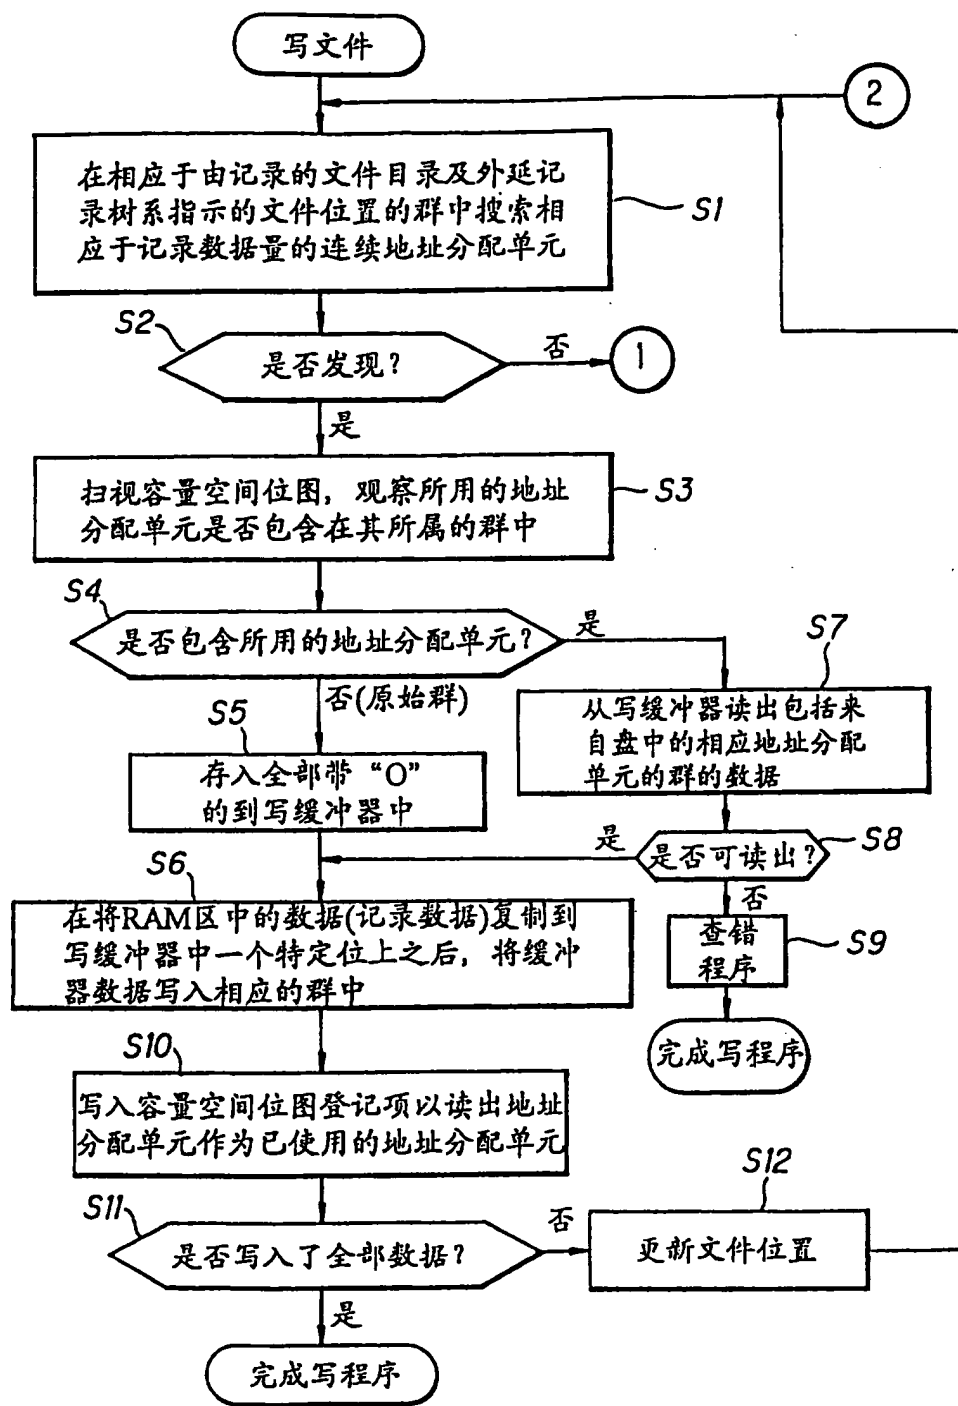 写文件
2
在相应于由记录的文件目录及外延记
录树系指示的文件位置的群中搜索相
应于记录数据量的连续地址分配单元
S1
S2
是否发现？
否
1
是
扫视容量空间位图，观察所用的地址
分配单元是否包含在其所属的群中
S3
S4
是否包含所用的地址分配单元？
是
S7
否(原始群)
从写缓冲器读出包括来
自盘中的相应地址分配
单元的群的数据
S5
存入全部带“O”
的到写缓冲器中
是
是否可读出？
S8
S6
否
在将RAM区中的数据(记录数据)复制到
写缓冲器中一个特定位上之后，将缓冲
器数据写入相应的群中
查错
程序
S9
S10
完成写程序
写入容量空间位图登记项以读出地址
分配单元作为已使用的地址分配单元
S12
S11
是否写入了全部数据？
否
更新文件位置
是
完成写程序